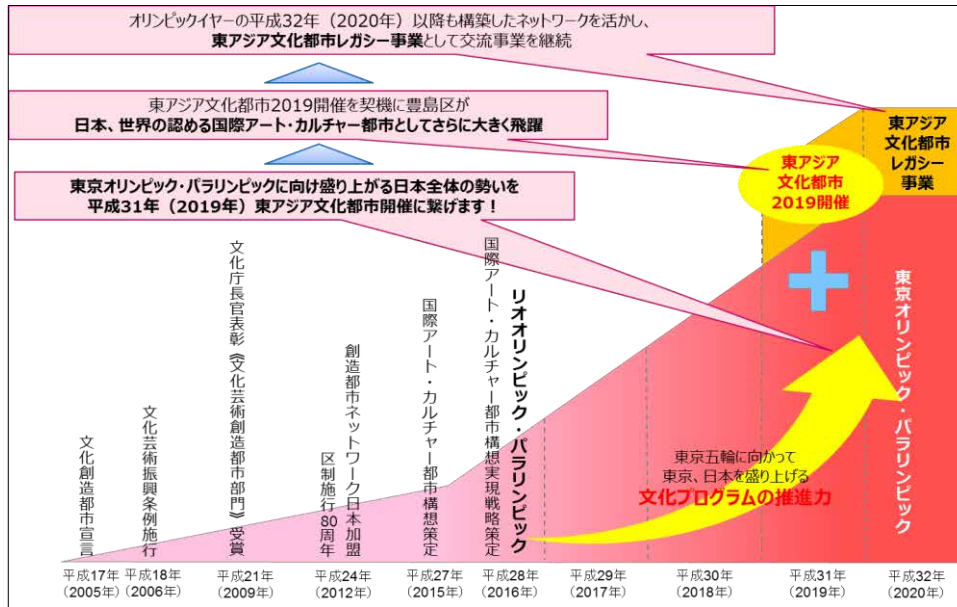 オリンピックイヤーの平成32年（2020年）以降も構築したネットワークを活かし、
東アジア文化都市レガシー事業として交流事業を継続
東アジア文化都市2019開催を契機に豊島区が
日本、世界の認める国際アート・カルチャー都市としてさらに大きく飛躍
東京オリンピック・パラリンピックに向け盛り上がる日本全体の勢いを
平成31年（2019年）東アジア文化都市開催に繋げます！
東アジア
文化都市
2019開催
東アジア
文化都市
レガシー
事業
文化創造都市宣言
文化芸術振興条例施行
文化庁長官表彰《文化芸術創造都市部門》受賞
創造都市ネットワーク日本加盟
区制施行80周年
国際アート・カルチャー都市構想策定
国際アート・カルチャー都市構想実現戦略策定
リオオリンピック・パラリンピック
東京オリンピック・パラリンピック
東京五輪に向かって
東京、日本を盛り上げる
文化プログラムの推進力
平成17年
（2005年）
平成18年
（2006年）
平成21年
（2009年）
平成24年
（2012年）
平成27年
（2015年）
平成28年
（2016年）
平成29年
（2017年）
平成30年
（2018年）
平成31年
（2019年）
平成32年
（2020年）